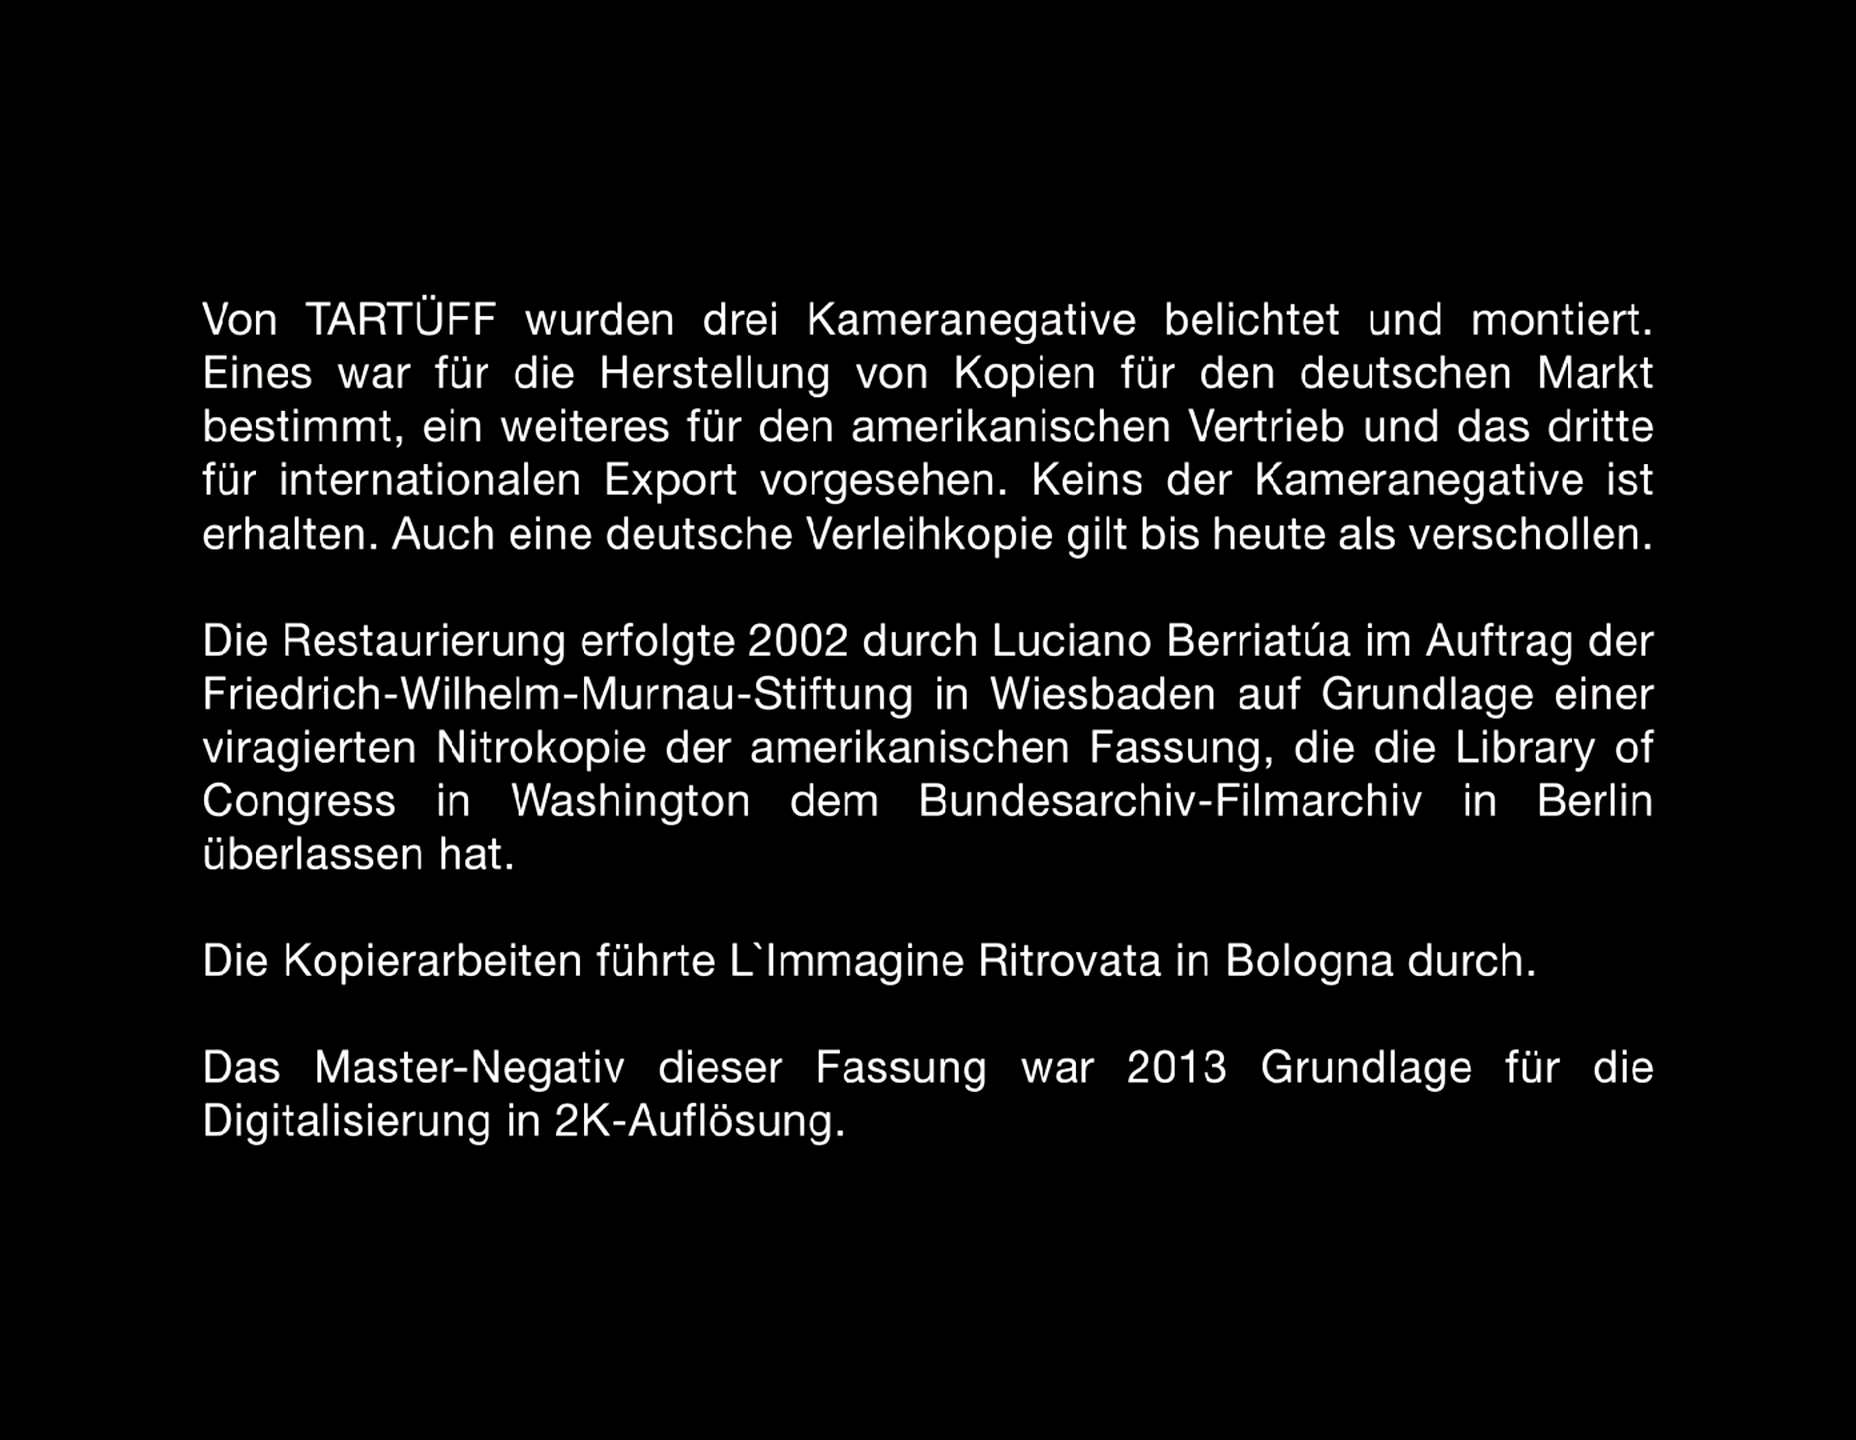 Von TARTÜFF wurden drei Kameranegative belichtet und montiert.
Eines war für die Herstellung von Kopien für den deutschen Markt
bestimmt, ein weiteres für den amerikanischen Vertrieb und das dritte
für internationalen Export vorgesehen. Keins der Kameranegative ist
erhalten. Auch eine deutsche Verleihkopie gilt bis heute als verschollen.
Die Restaurierung erfolgte 2002 durch Luciano Berriatúa im Auftrag der
Friedrich-Wilhelm-Murnau-Stiftung in Wiesbaden auf Grundlage einer
viragierten Nitrokopie der amerikanischen Fassung, die die Library of
Congress in Washington dem Bundesarchiv-Filmarchiv in Berlin
überlassen hat.
Die Kopierarbeiten führte L`Immagine Ritrovata in Bologna durch.
Das Master-Negativ dieser Fassung war 2013 Grundlage für die
Digitalisierung in 2K-Auflösung.